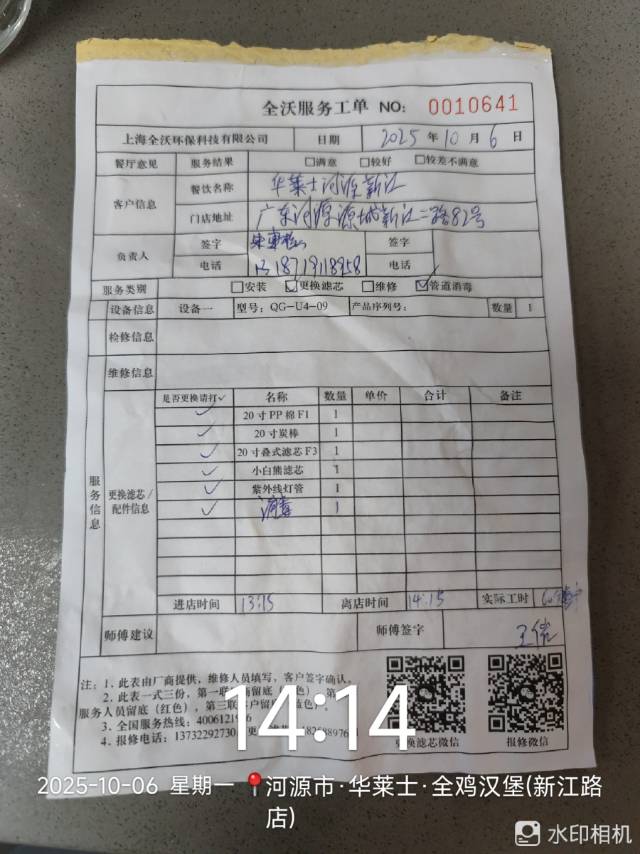 全沃服务工单 NO: 0010641
上海全沃环保科技有限公司 日期 2025 年 10 月 6 日
餐厅意见 服务结果 □满意 □较好 □较差不满意
客户信息 餐饮名称 华莱士河源新江
门店地址 广东河源源城新江二路82号
负责人 签字 签字
电话 18719118958 电话
服务类别 □安装 □更换滤芯 □维修 ☑管道消毒
设备信息 设备一 型号: QG-U4-09 产品序列号: 数量 1
检修信息
维修信息
服务信息 更换滤芯/配件信息
是否更换请打✓ 名称 数量 单价 合计 备注
✓ 20寸PP棉F1 1
✓ 20寸炭棒 1
✓ 20寸叠式滤芯F3 1
✓ 小白熊滤芯 1
✓ 紫外线灯管 1
✓ 消毒 1
进店时间 13:15 离店时间 14:15 实际工时
师傅建议 师傅签字
注: 1, 此表由厂商提供, 维修人员填写, 客户签字确认。
2, 此表一式三份, 第一联
服务人员留底(红色), 第三联
3, 全国服务热线: 4006121
4, 报修电话: 13732292730
更换滤芯微信 报修微信
14:14
2025-10-06 星期一 河源市·华莱士·全鸡汉堡(新江路
店)
水印相机